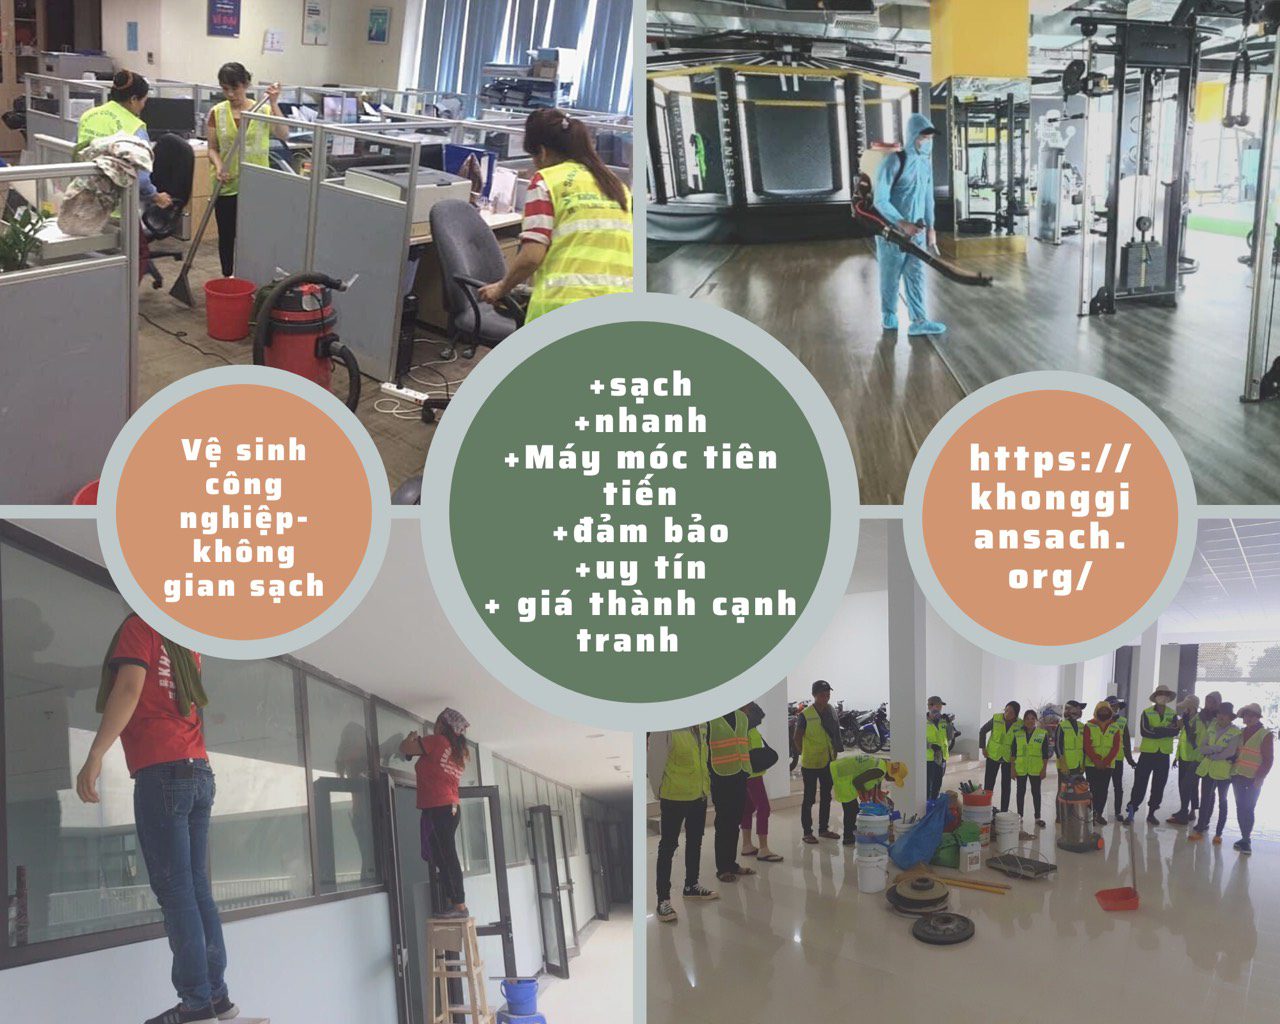 Vệ sinh
công
nghiệp-
không
gian sạch
+sạch
+nhanh
+Máy móc tiên
tiến
+đảm bảo
+uy tín
+ giá thành cạnh
tranh
https://
khonggi
ansach.
org/